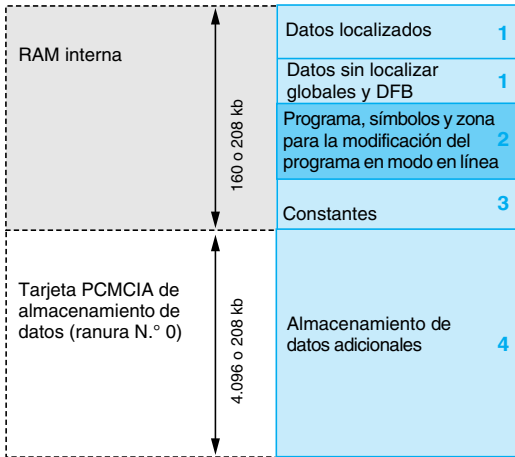 RAM interna
160 o 208 kb
Datos localizados 1
Datos sin localizar
globales y DFB 1
Programa, símbolos y zona
para la modificación del 2
programa en modo en línea
Constantes 3
Tarjeta PCMCIA de
almacenamiento de
datos (ranura N.° 0)
4.096 o 208 kb
Almacenamiento de
datos adicionales 4